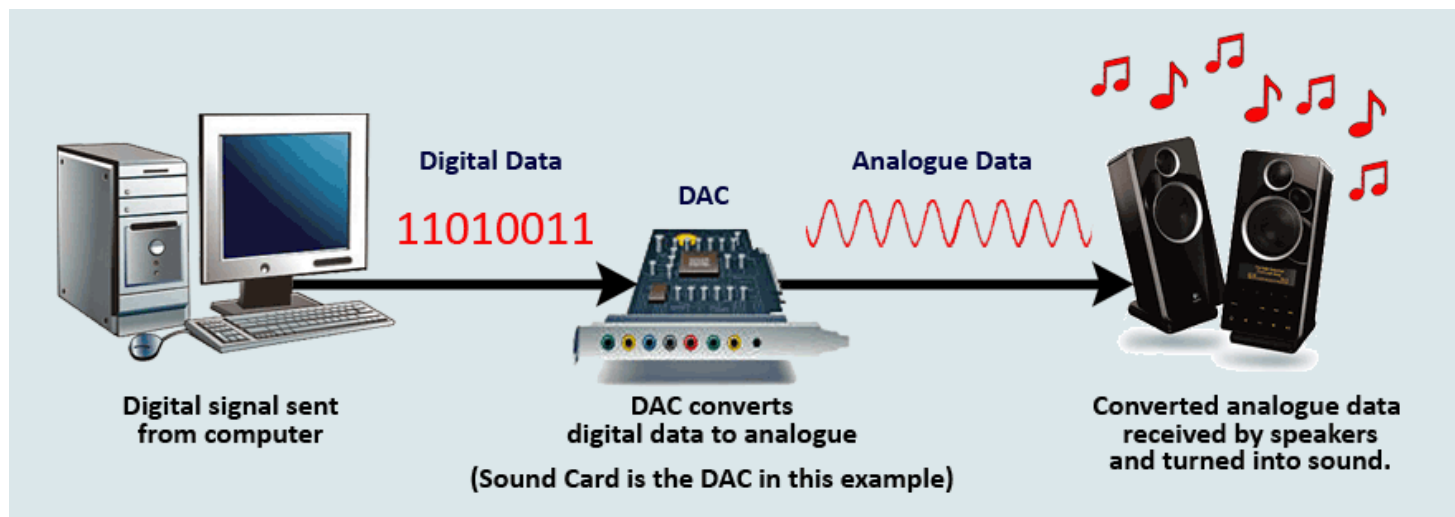 Digital Data
11010011
DAC
Analogue Data
Digital signal sent
from computer
DAC converts
digital data to analogue
(Sound Card is the DAC in this example)
Converted analogue data
received by speakers
and turned into sound.